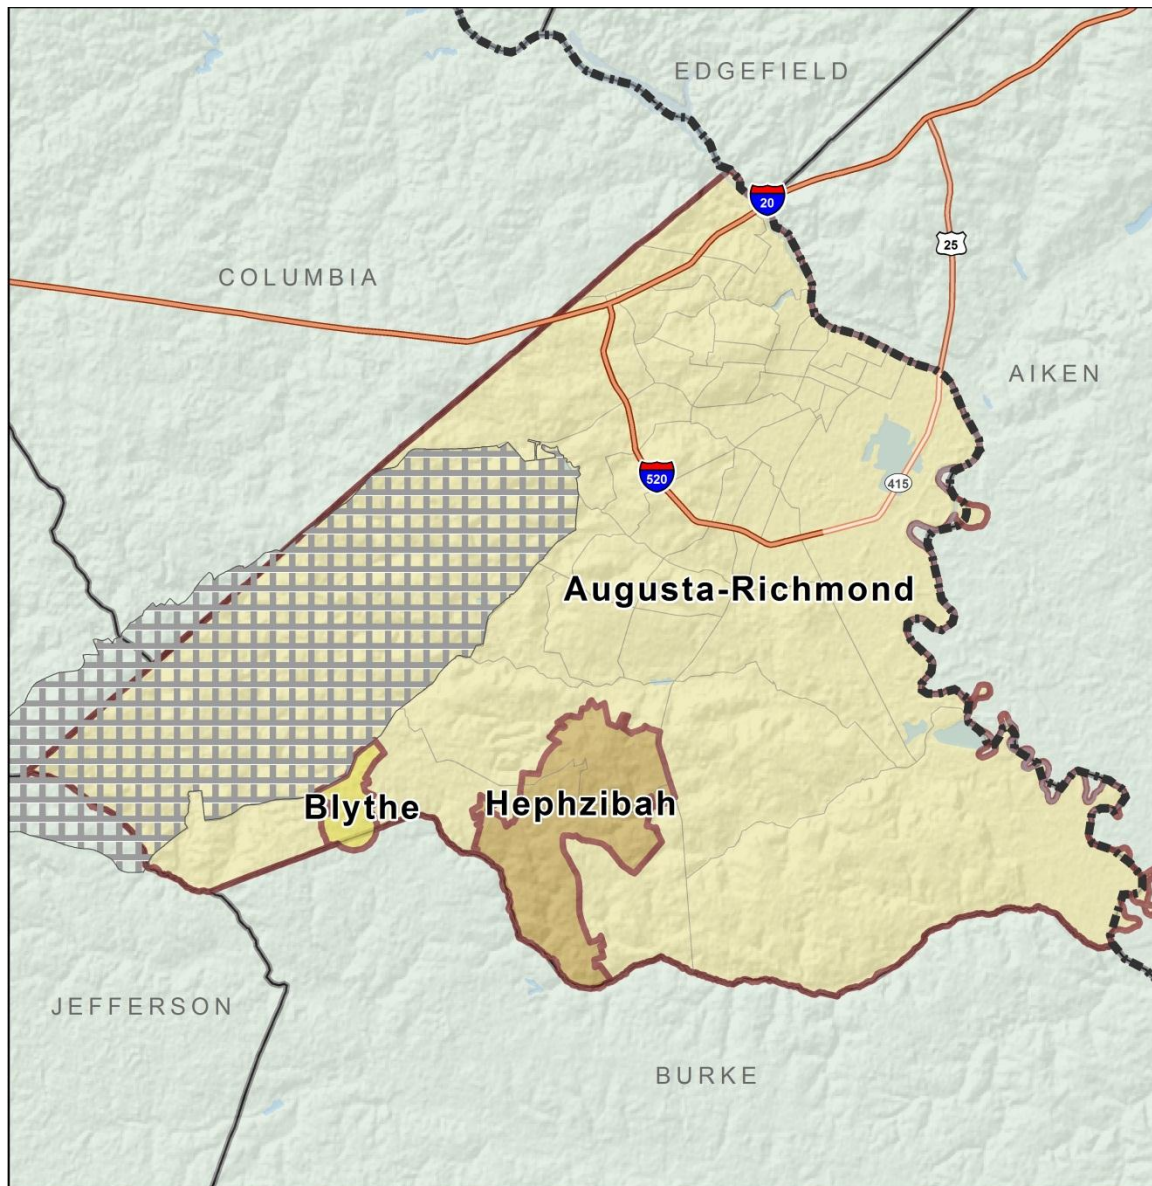 EDGEFIELD
20
25
COLUMBIA
AIKEN
520
415
Augusta-Richmond
Blythe
Hephzibah
JEFFERSON
BURKE